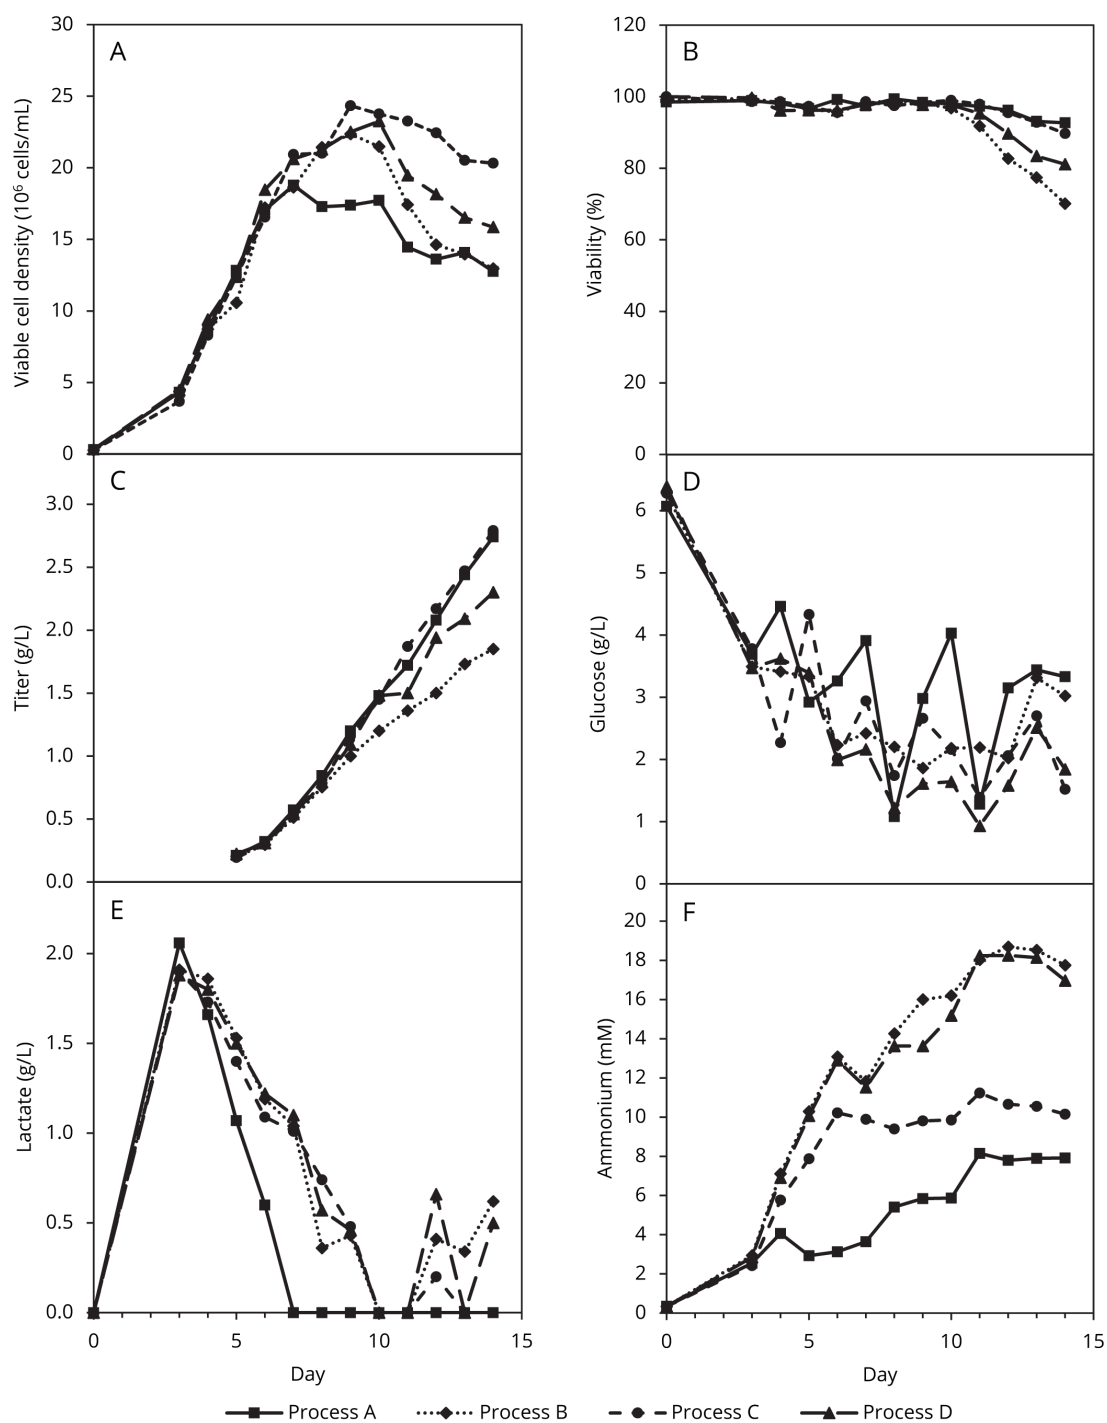 A
Viable cell density (10⁶ cells/mL)
30
25
20
15
10
5
0
B
Viability (%)
120
100
80
60
40
20
0
C
Titer (g/L)
3.0
2.5
2.0
1.5
1.0
0.5
0.0
D
Glucose (g/L)
6
5
4
3
2
1
0
E
Lactate (g/L)
2.0
1.5
1.0
0.5
0.0
0 5 10 15
Day
F
Ammonium (mM)
20
18
16
14
12
10
8
6
4
2
0
0 5 10 15
Day
Process A Process B Process C Process D